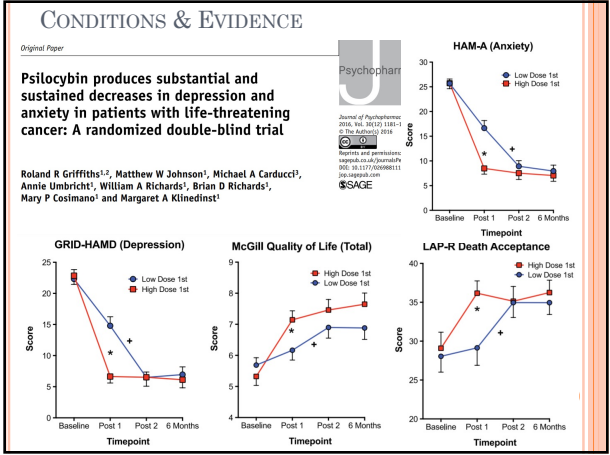 CONDITIONS & EVIDENCE
Original Paper
Psilocybin produces substantial and
sustained decreases in depression and
anxiety in patients with life-threatening
cancer: A randomized double-blind trial
Roland R Griffiths1,2, Matthew W Johnson1, Michael A Carducci3,
Annie Umbricht1, William A Richards1, Brian D Richards1,
Mary P Cosimano1 and Margaret A Klinedinst1
J
Psychopharm
Journal of Psychopharmac
2016, Vol. 30(12) 1181–1
© The Author(s) 2016
Reprints and permissions:
sagepub.co.uk/journalsPe
DOI: 10.1177/026988111
jop.sagepub.com
SAGE
HAM-A (Anxiety)
Low Dose 1st
High Dose 1st
Score
30
25
20
15
10
5
0
*
+
Baseline Post 1 Post 2 6 Months
Timepoint
GRID-HAMD (Depression)
Low Dose 1st
High Dose 1st
Score
25
20
15
10
5
0
*
+
Baseline Post 1 Post 2 6 Months
Timepoint
McGill Quality of Life (Total)
High Dose 1st
Low Dose 1st
Score
9
8
7
6
5
4
*
+
Baseline Post 1 Post 2 6 Months
Timepoint
LAP-R Death Acceptance
High Dose 1st
Low Dose 1st
Score
40
35
30
25
20
*
+
Baseline Post 1 Post 2 6 Months
Timepoint